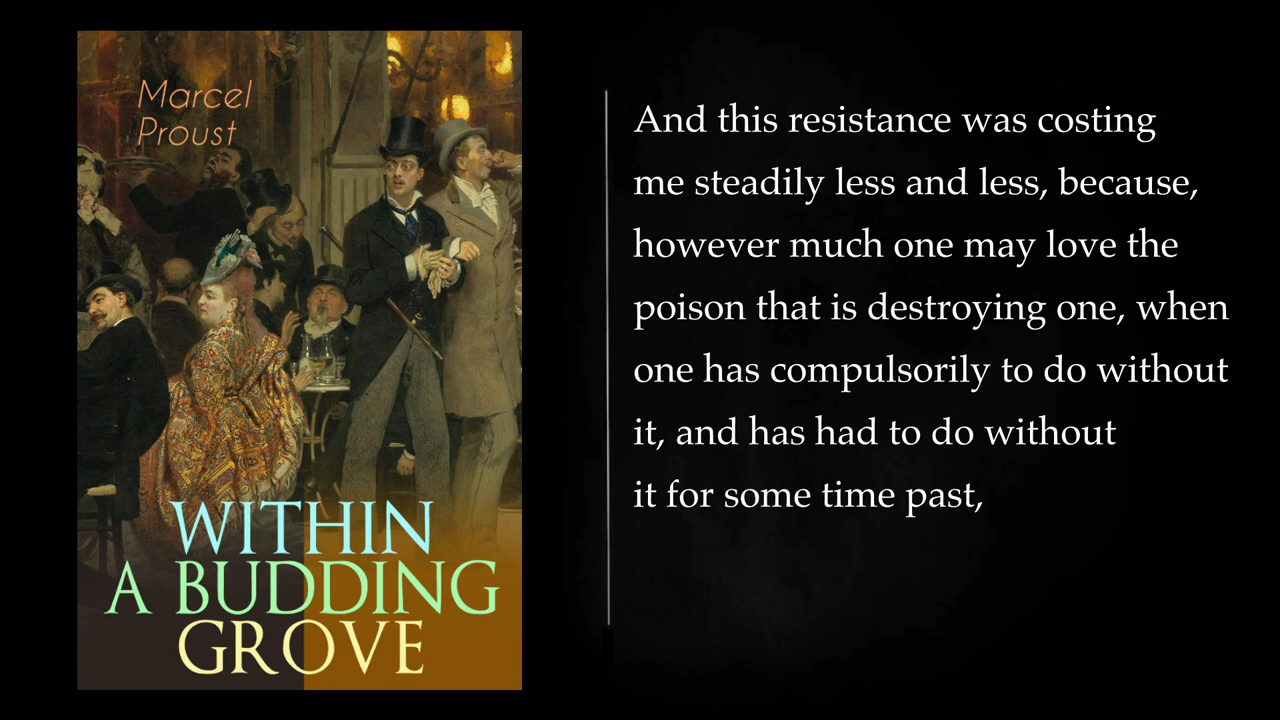 Marcel
Proust
WITHIN
A BUDDING
GROVE
And this resistance was costing
me steadily less and less, because,
however much one may love the
poison that is destroying one, when
one has compulsorily to do without
it, and has had to do without
it for some time past,